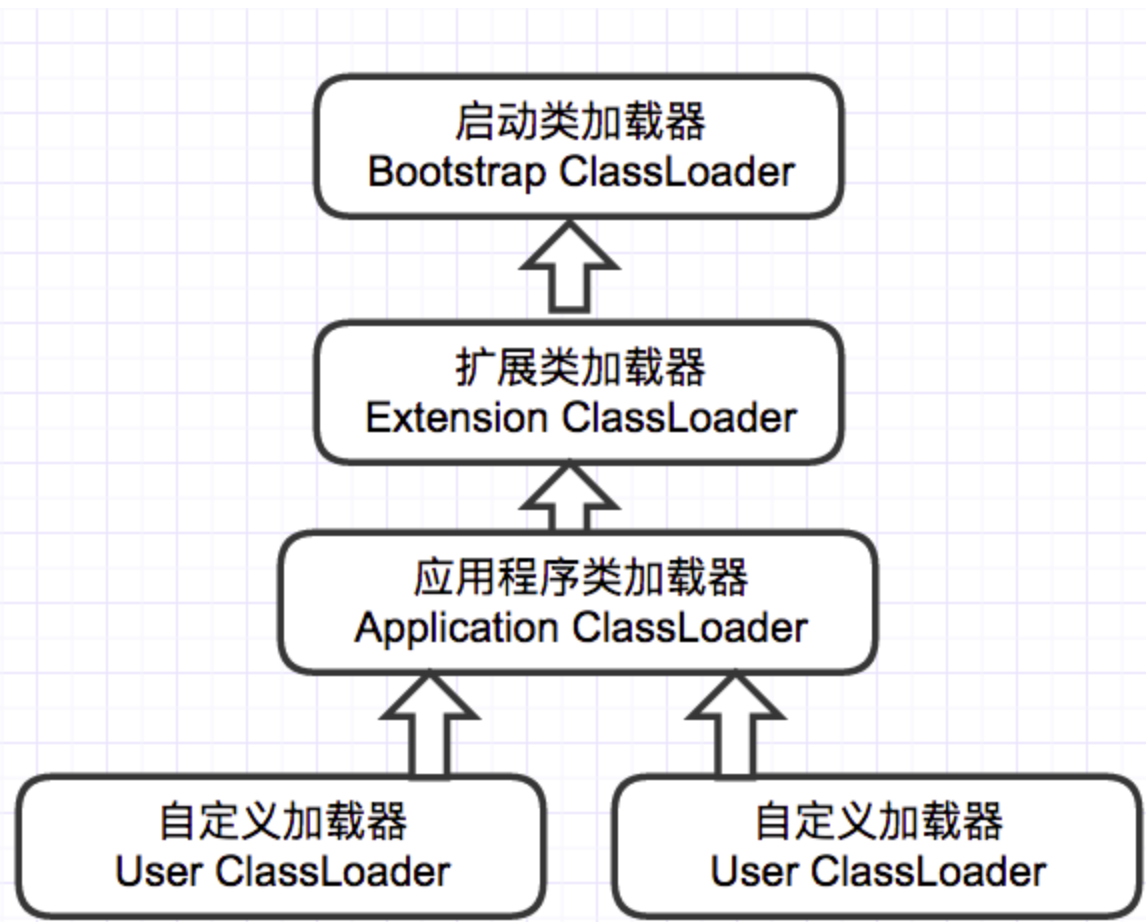 启动类加载器
Bootstrap ClassLoader
扩展类加载器
Extension ClassLoader
应用程序类加载器
Application ClassLoader
自定义加载器
User ClassLoader
自定义加载器
User ClassLoader